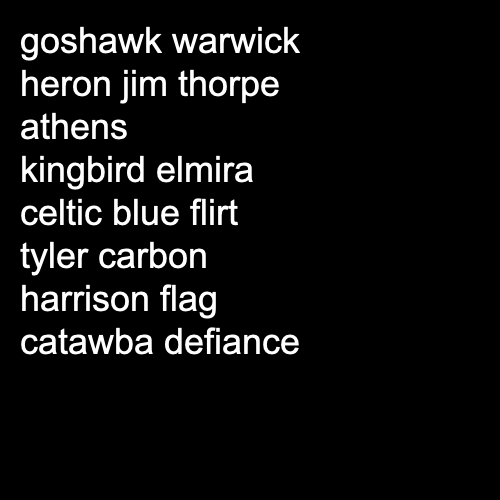 goshawk warwick
heron jim thorpe
athens
kingbird elmira
celtic blue flirt
tyler carbon
harrison flag
catawba defiance